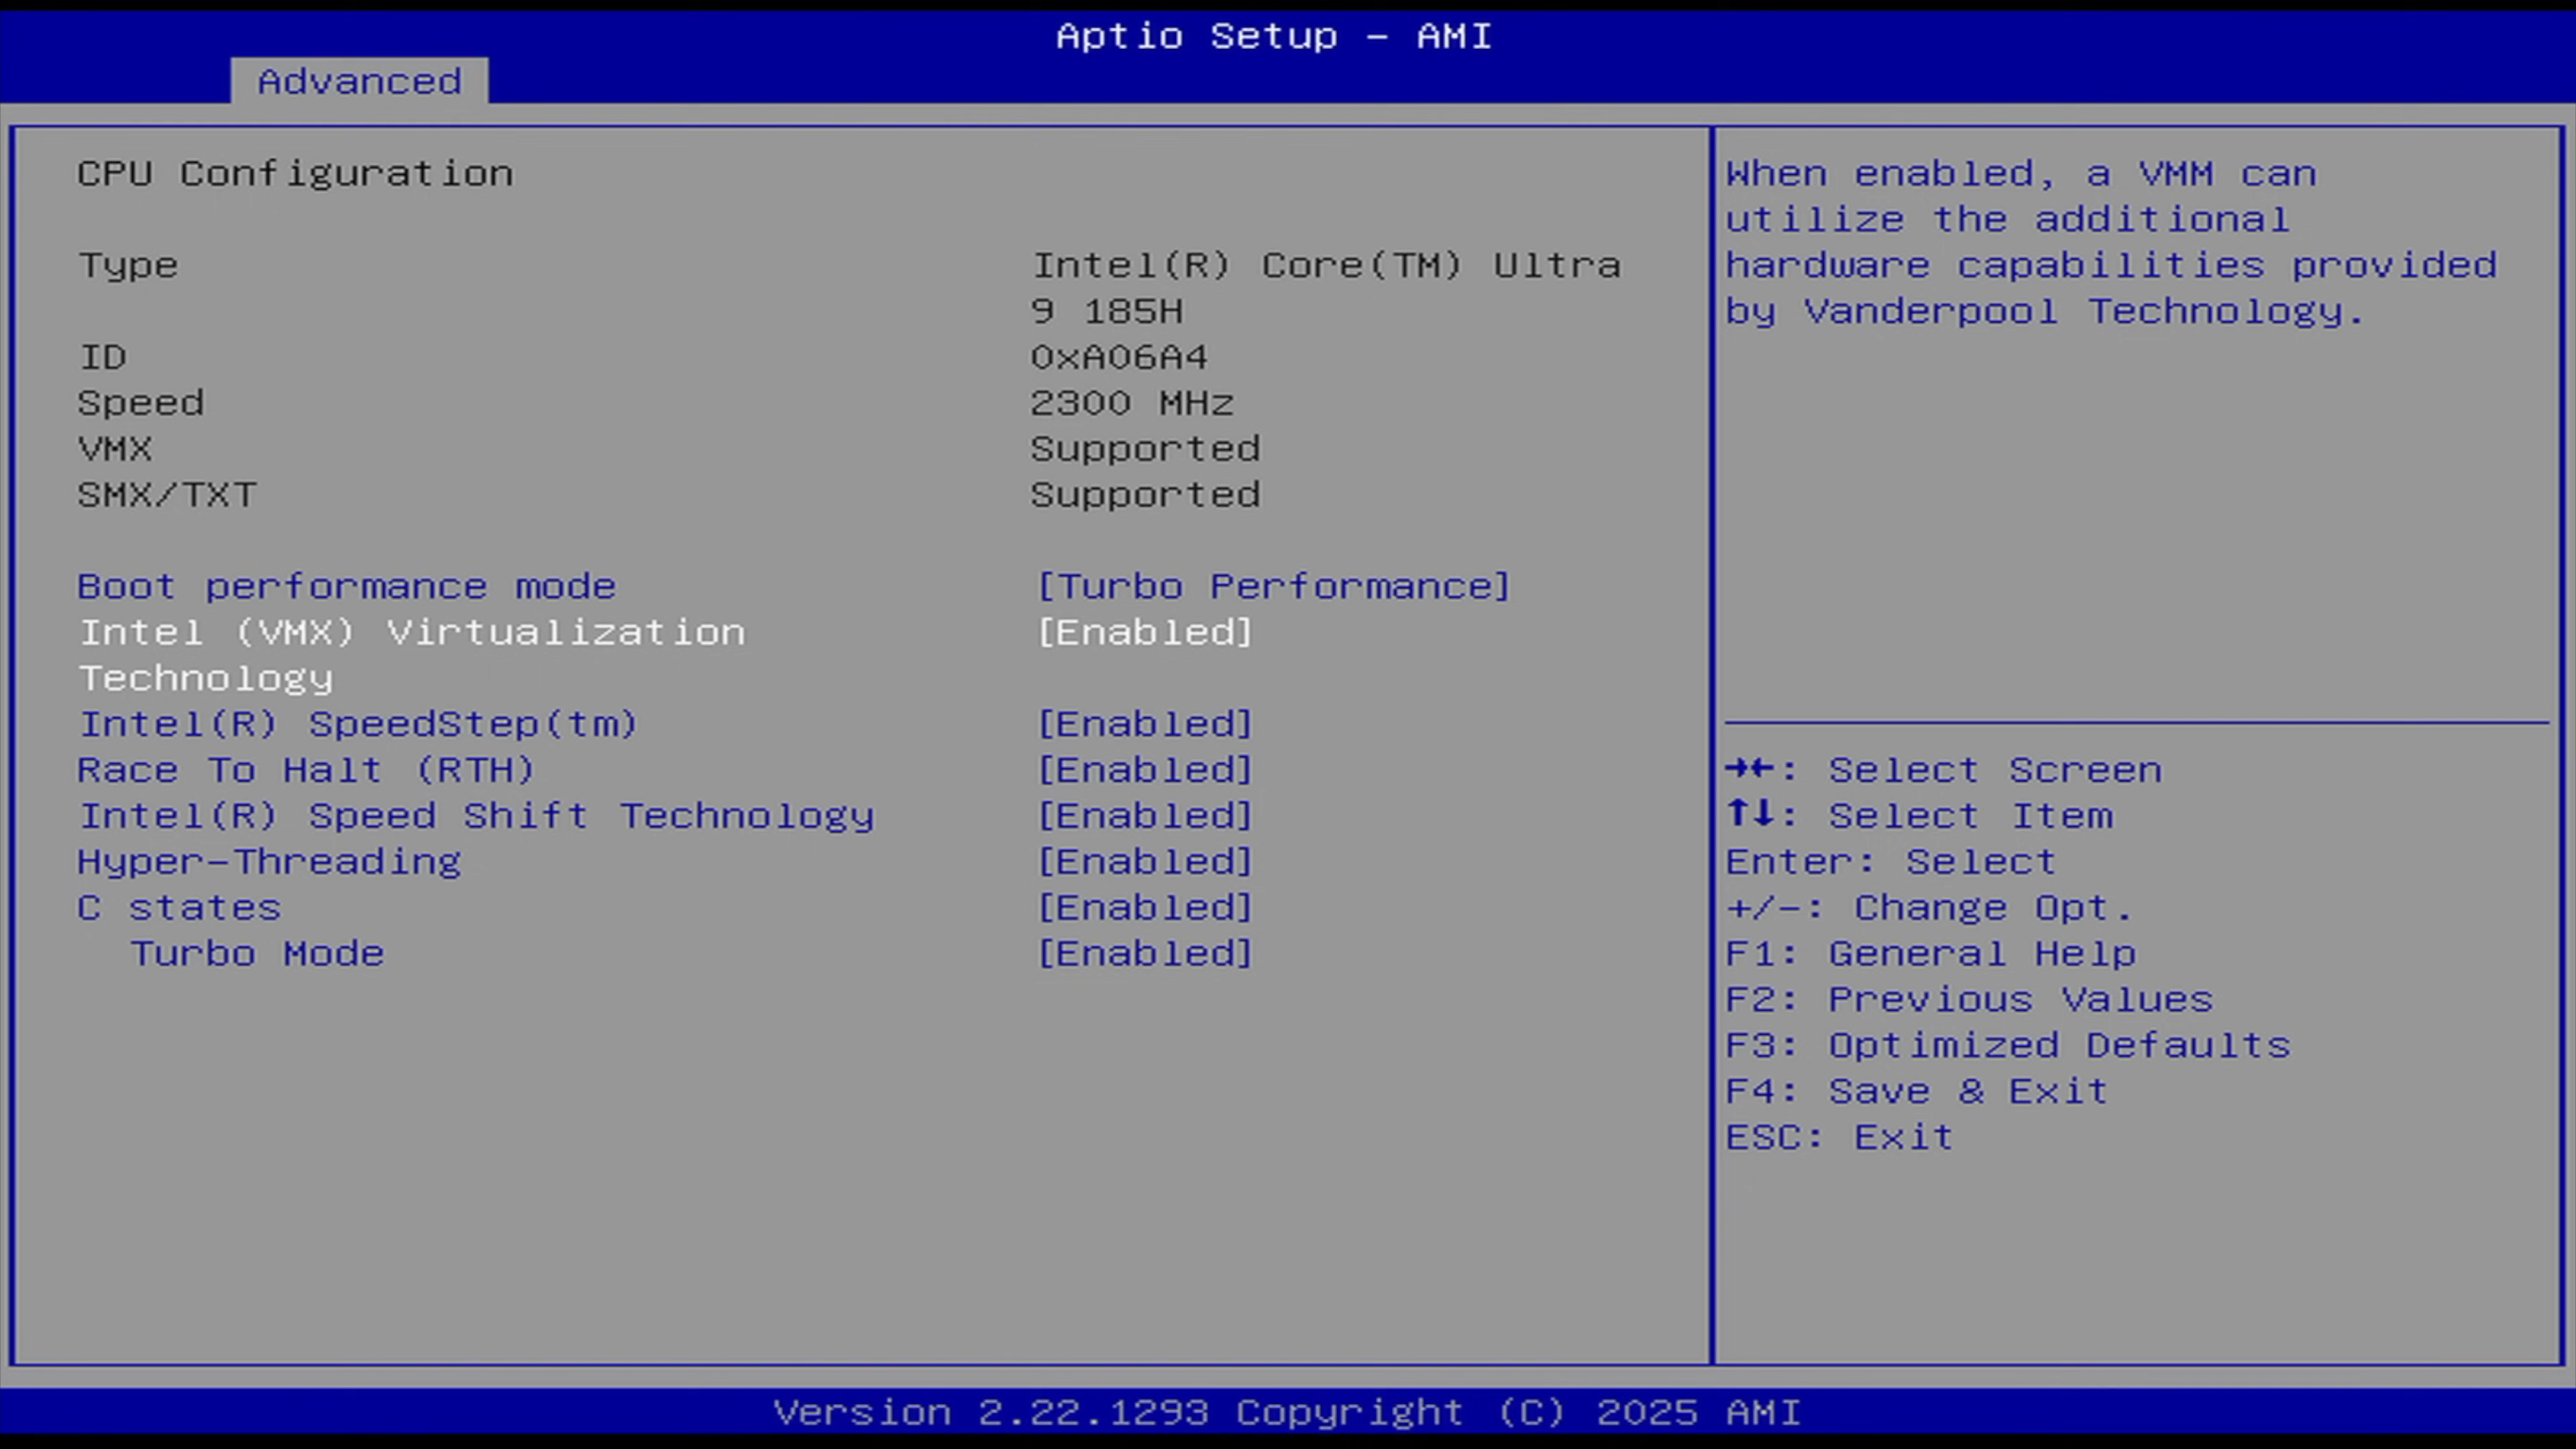 Aptio Setup - AMI
Advanced
CPU Configuration
Type Intel(R) Core(TM) Ultra
9 185H
ID 0xA06A4
Speed 2300 MHz
VMX Supported
SMX/TXT Supported
Boot performance mode [Turbo Performance]
Intel (VMX) Virtualization [Enabled]
Technology
Intel(R) SpeedStep(tm) [Enabled]
Race To Halt (RTH) [Enabled]
Intel(R) Speed Shift Technology [Enabled]
Hyper-Threading [Enabled]
C states [Enabled]
Turbo Mode [Enabled]
When enabled, a VMM can
utilize the additional
hardware capabilities provided
by Vanderpool Technology.
→←: Select Screen
↑↓: Select Item
Enter: Select
+/-: Change Opt.
F1: General Help
F2: Previous Values
F3: Optimized Defaults
F4: Save & Exit
ESC: Exit
Version 2.22.1293 Copyright (C) 2025 AMI